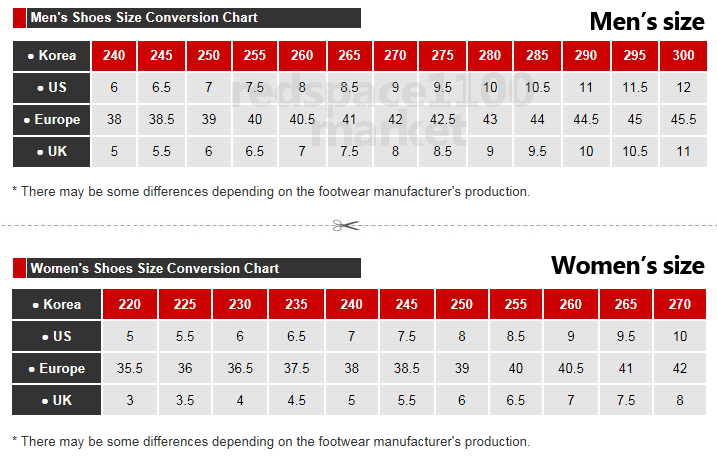 Men's Shoes Size Conversion Chart Men's size
● Korea 240 245 250 255 260 265 270 275 280 285 290 295 300
● US 6 6.5 7 7.5 8 8.5 9 9.5 10 10.5 11 11.5 12
redspace1100
● Europe 38 38.5 39 40 40.5 41 42 42.5 43 44 44.5 45 45.5
market
● UK 5 5.5 6 6.5 7 7.5 8 8.5 9 9.5 10 10.5 11
* There may be some differences depending on the footwear manufacturer's production.
Women's Shoes Size Conversion Chart Women's size
● Korea 220 225 230 235 240 245 250 255 260 265 270
● US 5 5.5 6 6.5 7 7.5 8 8.5 9 9.5 10
● Europe 35.5 36 36.5 37.5 38 38.5 39 40 40.5 41 42
● UK 3 3.5 4 4.5 5 5.5 6 6.5 7 7.5 8
* There may be some differences depending on the footwear manufacturer's production.